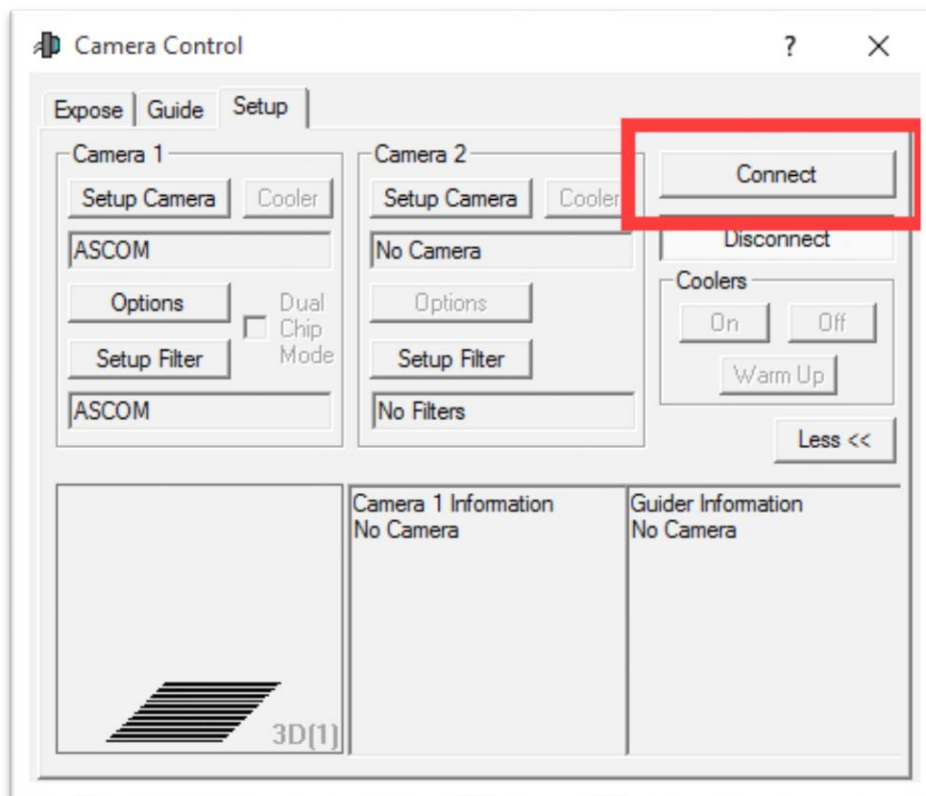 Camera Control
?
Expose
Guide
Setup
Camera 1
Setup Camera
Cooler
ASCOM
Options
Dual
Chip
Mode
Setup Filter
ASCOM
Camera 2
Setup Camera
Cooler
No Camera
Options
Setup Filter
No Filters
Connect
Disconnect
Coolers
On
Off
Warm Up
Less <<
3D(1)
Camera 1 Information
No Camera
Guider Information
No Camera